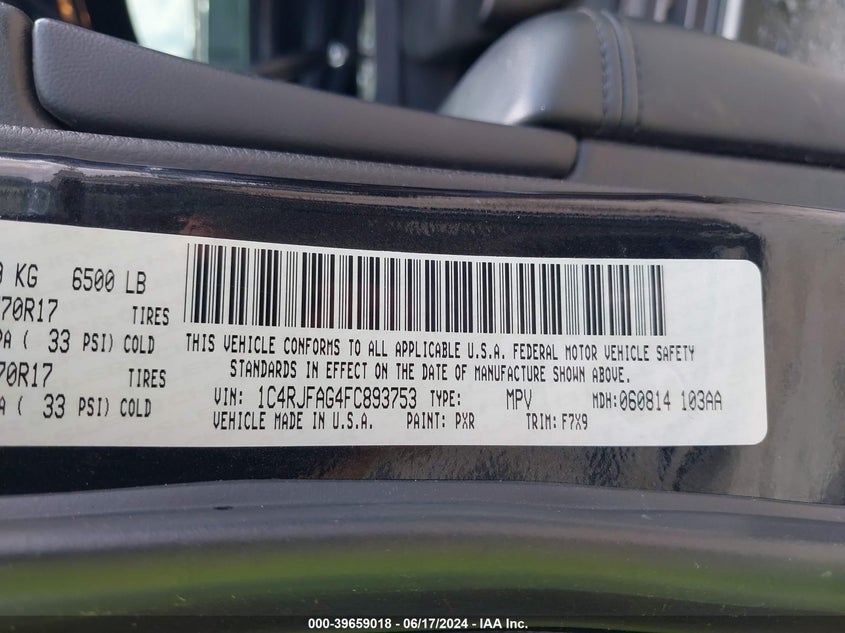 8 KG 6500 LB
70R17 TIRES
PA ( 33 PSI) COLD
70R17 TIRES
A ( 33 PSI) COLD
THIS VEHICLE CONFORMS TO ALL APPLICABLE U.S.A. FEDERAL MOTOR VEHICLE SAFETY
STANDARDS IN EFFECT ON THE DATE OF MANUFACTURE SHOWN ABOVE.
VIN: 1C4RJFAG4FC893753 TYPE: MPV MDH:060814 103AA
VEHICLE MADE IN U.S.A. PAINT: PXR TRIM: F7X9
000-39659018 - 06/17/2024 - IAA Inc.